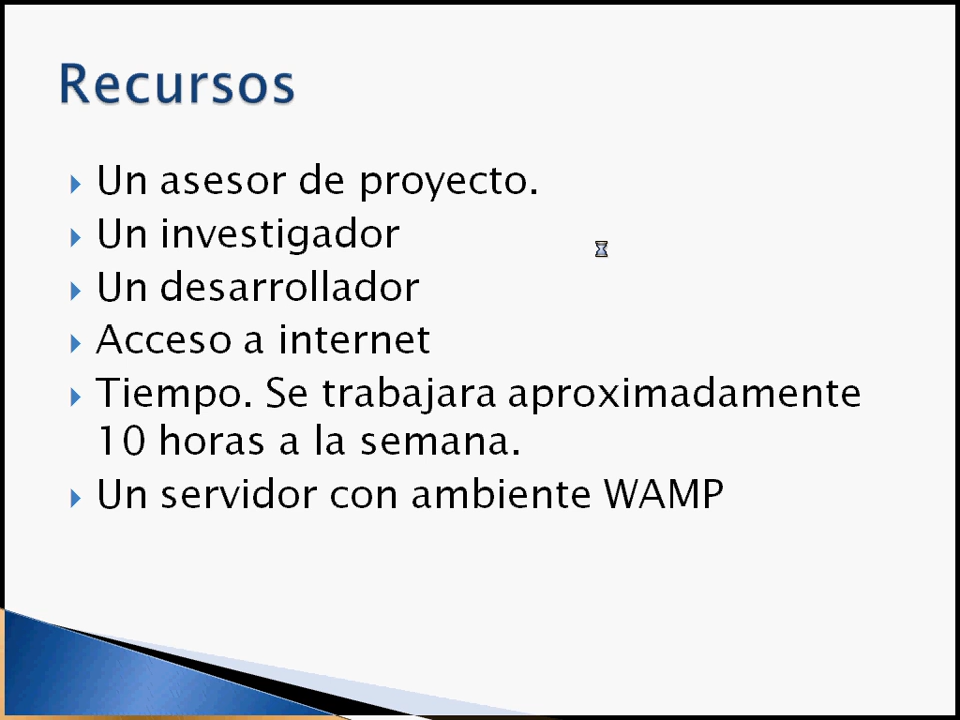 Recursos
Un asesor de proyecto.
Un investigador
Un desarrollador
Acceso a internet
Tiempo. Se trabajara aproximadamente
10 horas a la semana.
Un servidor con ambiente WAMP